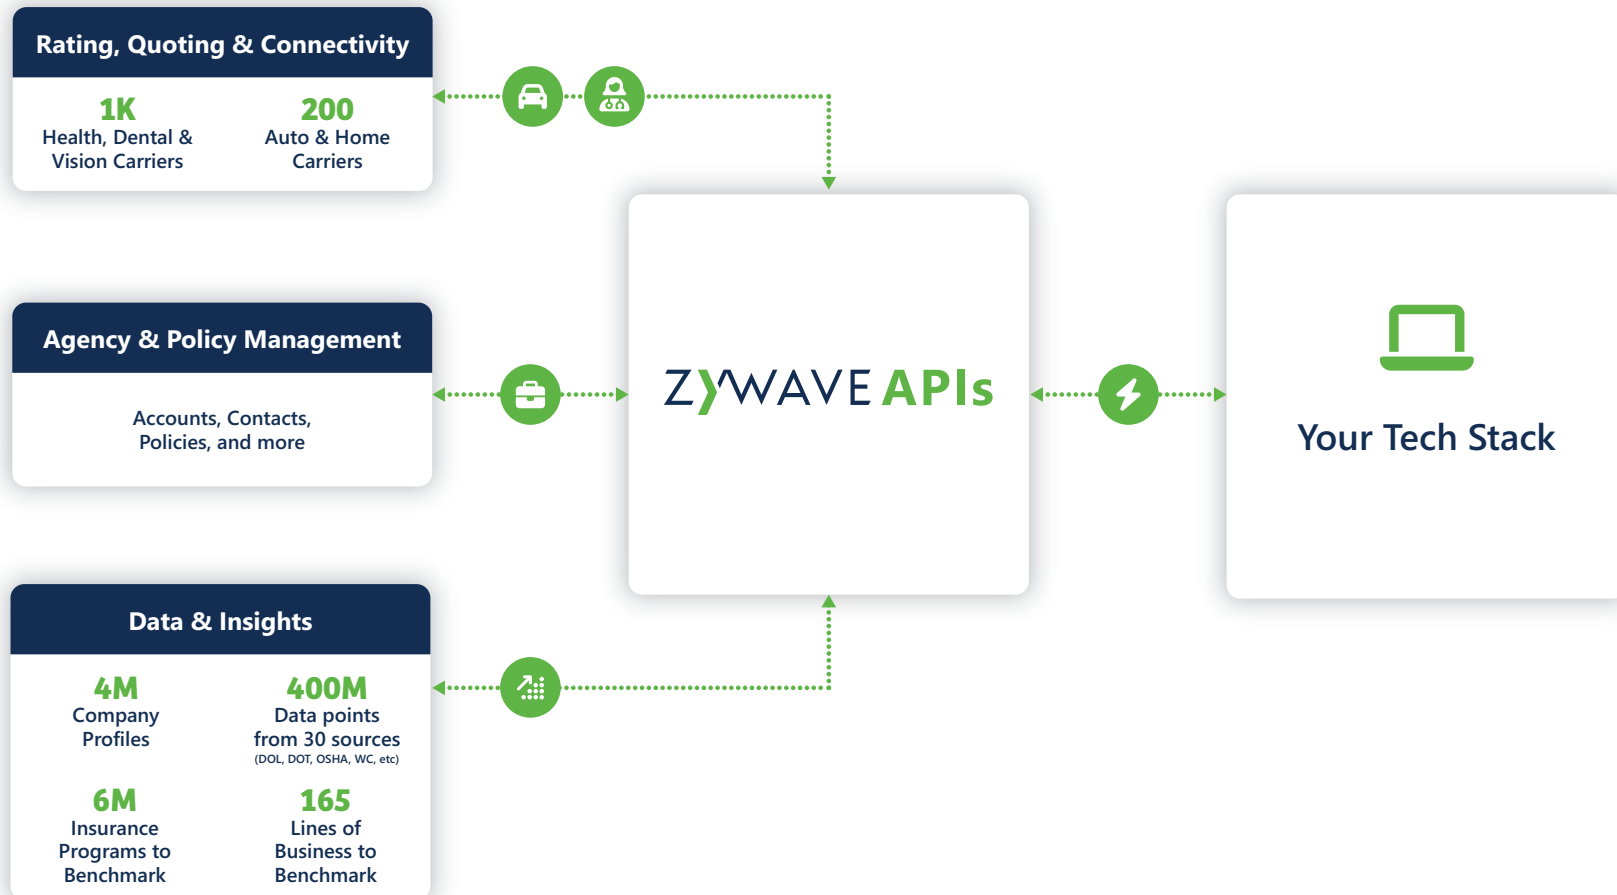 Rating, Quoting & Connectivity
1K
Health, Dental &
Vision Carriers
200
Auto & Home
Carriers
Agency & Policy Management
Accounts, Contacts,
Policies, and more
Data & Insights
4M
Company
Profiles
400M
Data points
from 30 sources
(DOL, DOT, OSHA, WC, etc)
6M
Insurance
Programs to
Benchmark
165
Lines of
Business to
Benchmark
ZYWAVE APIs
Your Tech Stack